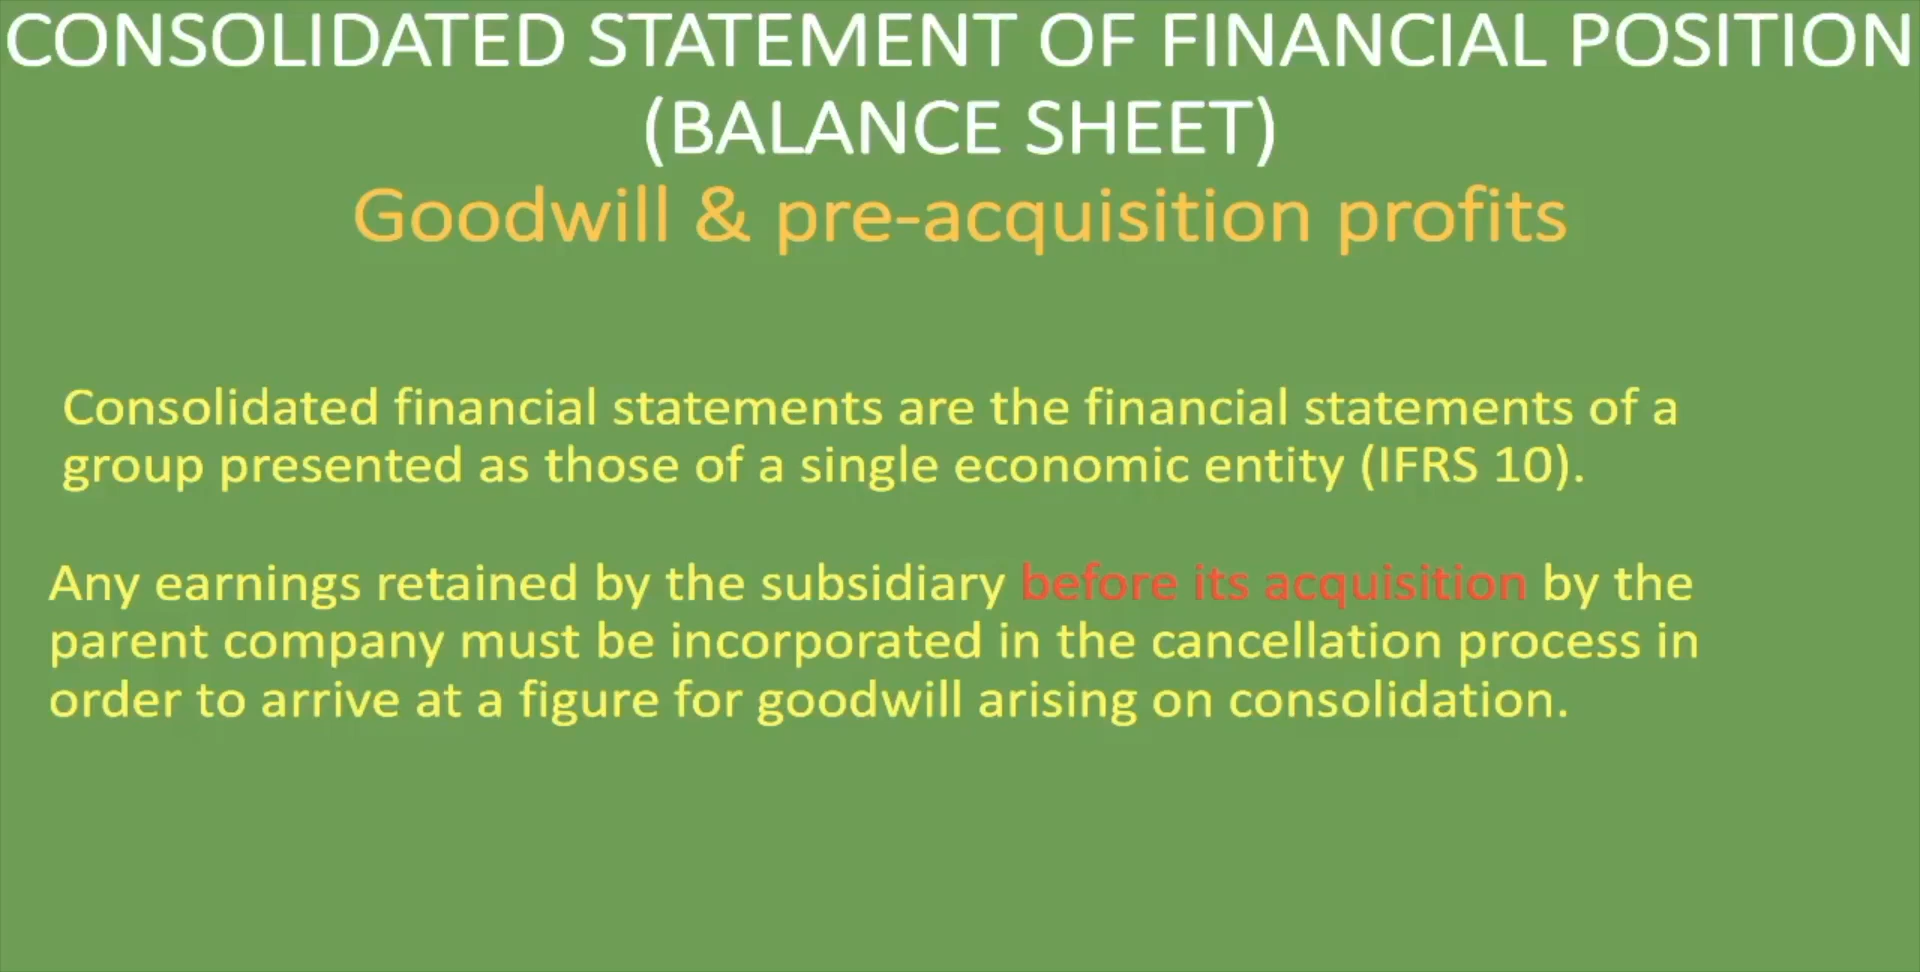 CONSOLIDATED STATEMENT OF FINANCIAL POSITION
(BALANCE SHEET)
Goodwill & pre-acquisition profits
Consolidated financial statements are the financial statements of a
group presented as those of a single economic entity (IFRS 10).
Any earnings retained by the subsidiary before its acquisition by the
parent company must be incorporated in the cancellation process in
order to arrive at a figure for goodwill arising on consolidation.